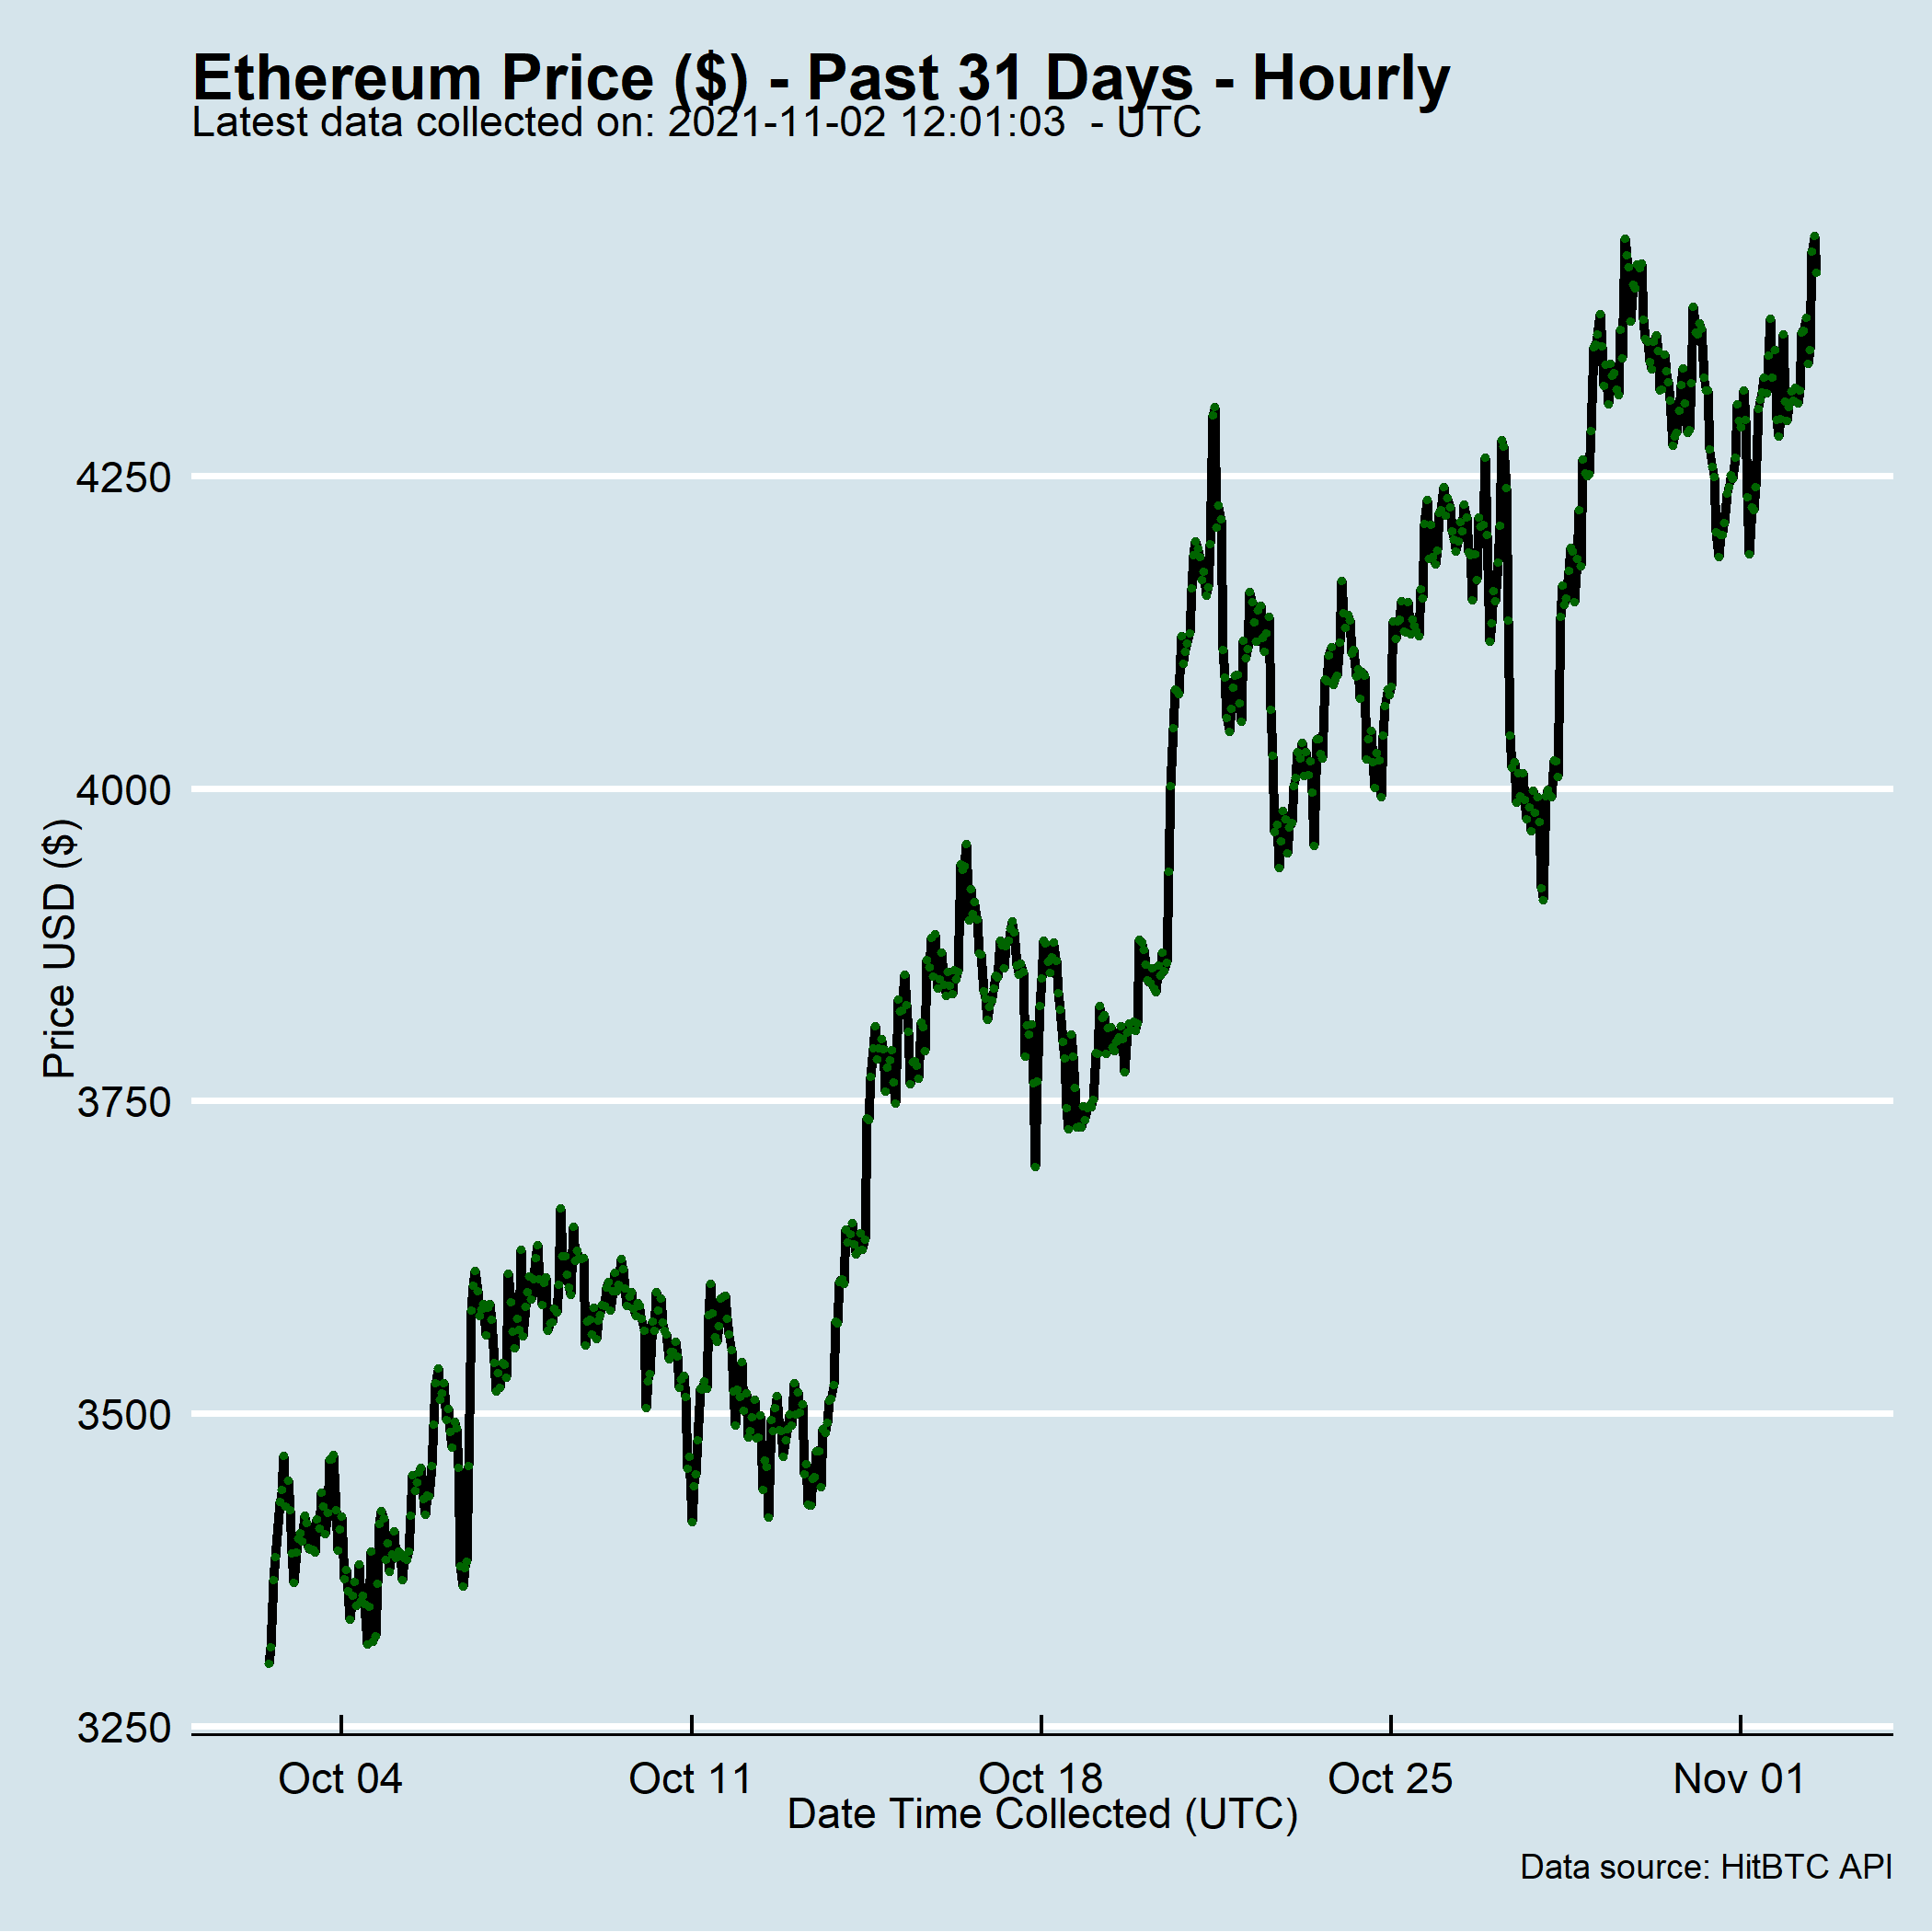 Ethereum Price ($) - Past 31 Days - Hourly
Latest data collected on: 2021-11-02 12:01:03  - UTC
Price USD ($)
4250
4000
3750
3500
3250
Oct 04 Oct 11 Oct 18 Oct 25 Nov 01
Date Time Collected (UTC)
Data source: HitBTC API